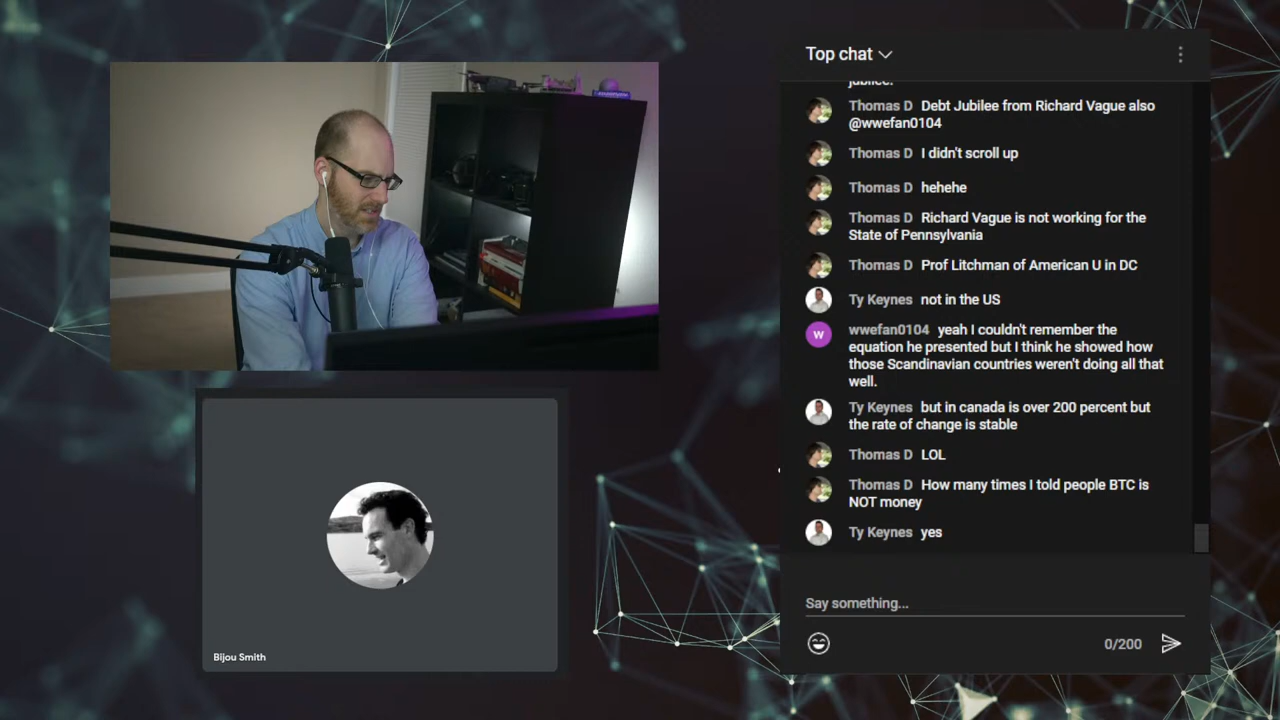 Top chat
jubilee.
Thomas D Debt Jubilee from Richard Vague also
@wwefan0104
Thomas D I didn't scroll up
Thomas D hehehe
Thomas D Richard Vague is not working for the
State of Pennsylvania
Thomas D Prof Litchman of American U in DC
Ty Keynes not in the US
W
wwefan0104 yeah I couldn't remember the
equation he presented but I think he showed how
those Scandinavian countries weren't doing all that
well.
Ty Keynes but in canada is over 200 percent but
the rate of change is stable
Thomas D LOL
Thomas D How many times I told people BTC is
NOT money
Ty Keynes yes
Say something...
0/200
Bijou Smith